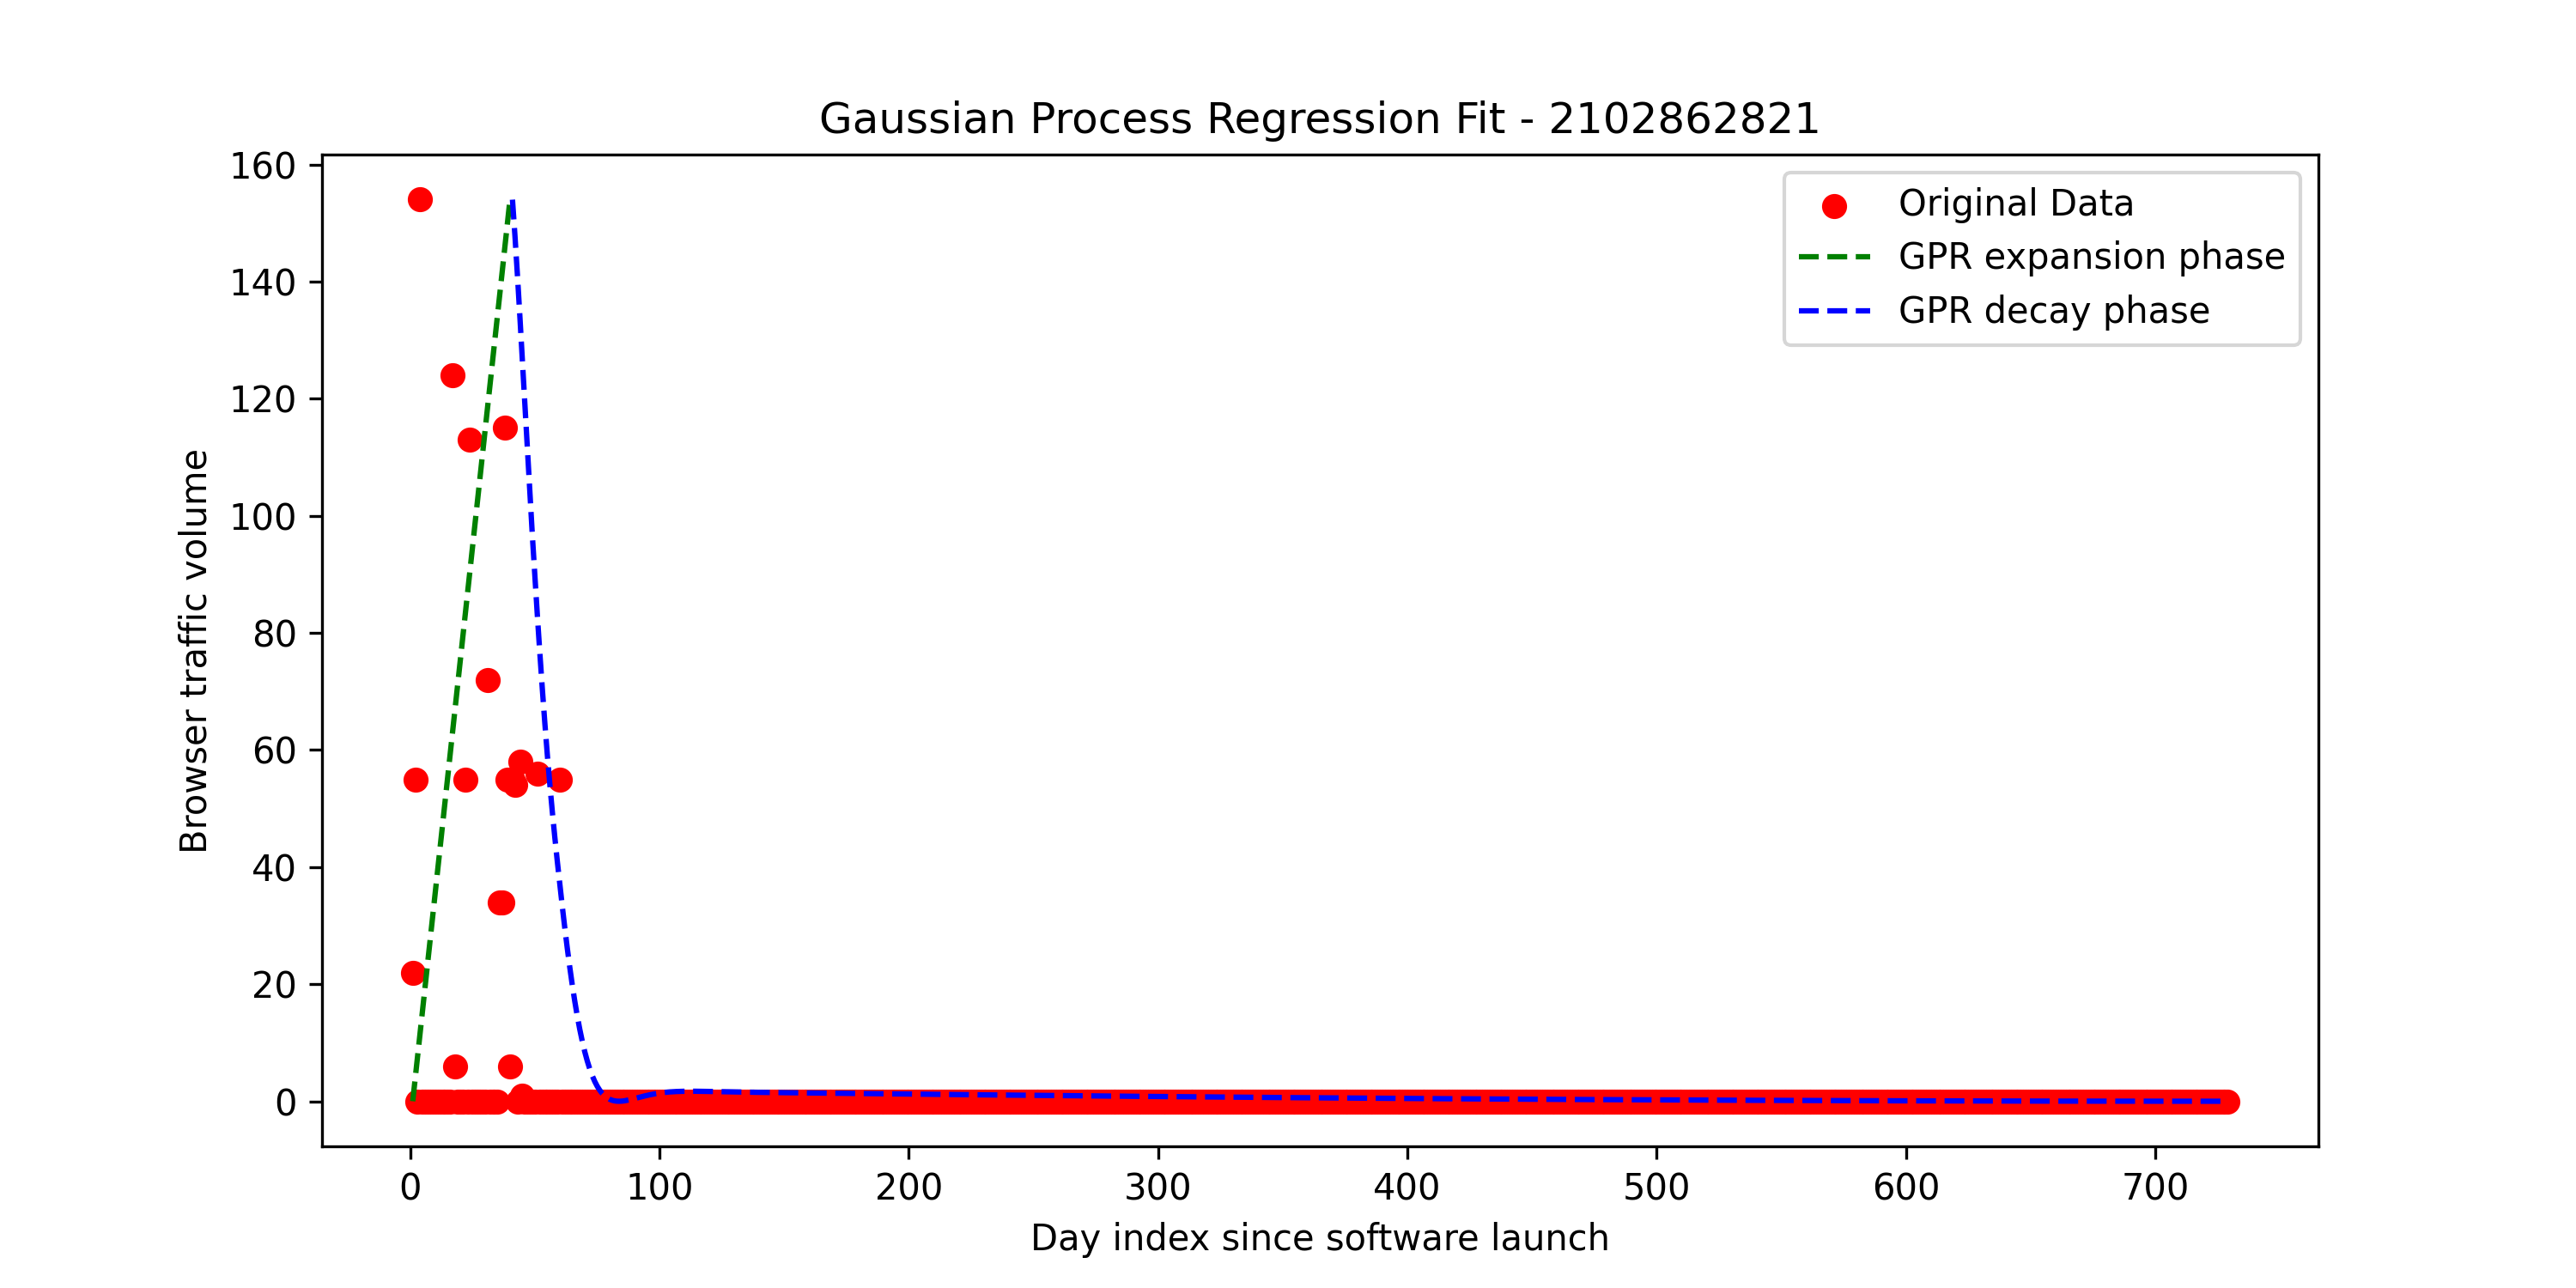 Gaussian Process Regression Fit - 2102862821
Original Data
GPR expansion phase
GPR decay phase
Browser traffic volume
160
140
120
100
80
60
40
20
0
0 100 200 300 400 500 600 700
Day index since software launch